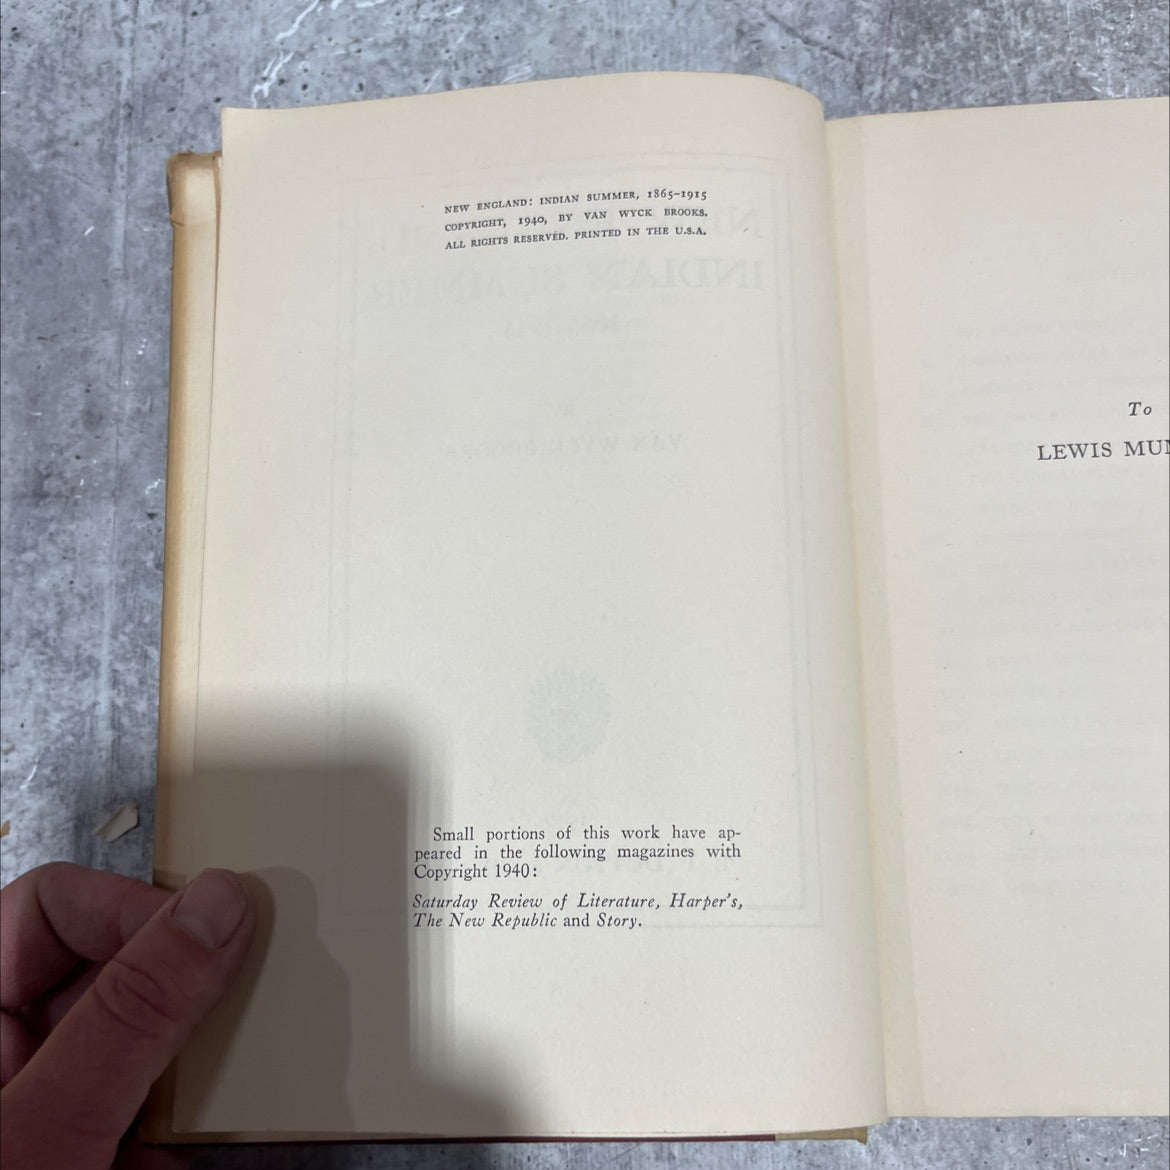 NEW ENGLAND: INDIAN SUMMER, 1865–1915
COPYRIGHT, 1940, BY VAN WYCK BROOKS.
ALL RIGHTS RESERVED. PRINTED IN THE U.S.A.
Small portions of this work have ap-
peared in the following magazines with
Copyright 1940:
Saturday Review of Literature, Harper's,
The New Republic and Story.
To
LEWIS MUM